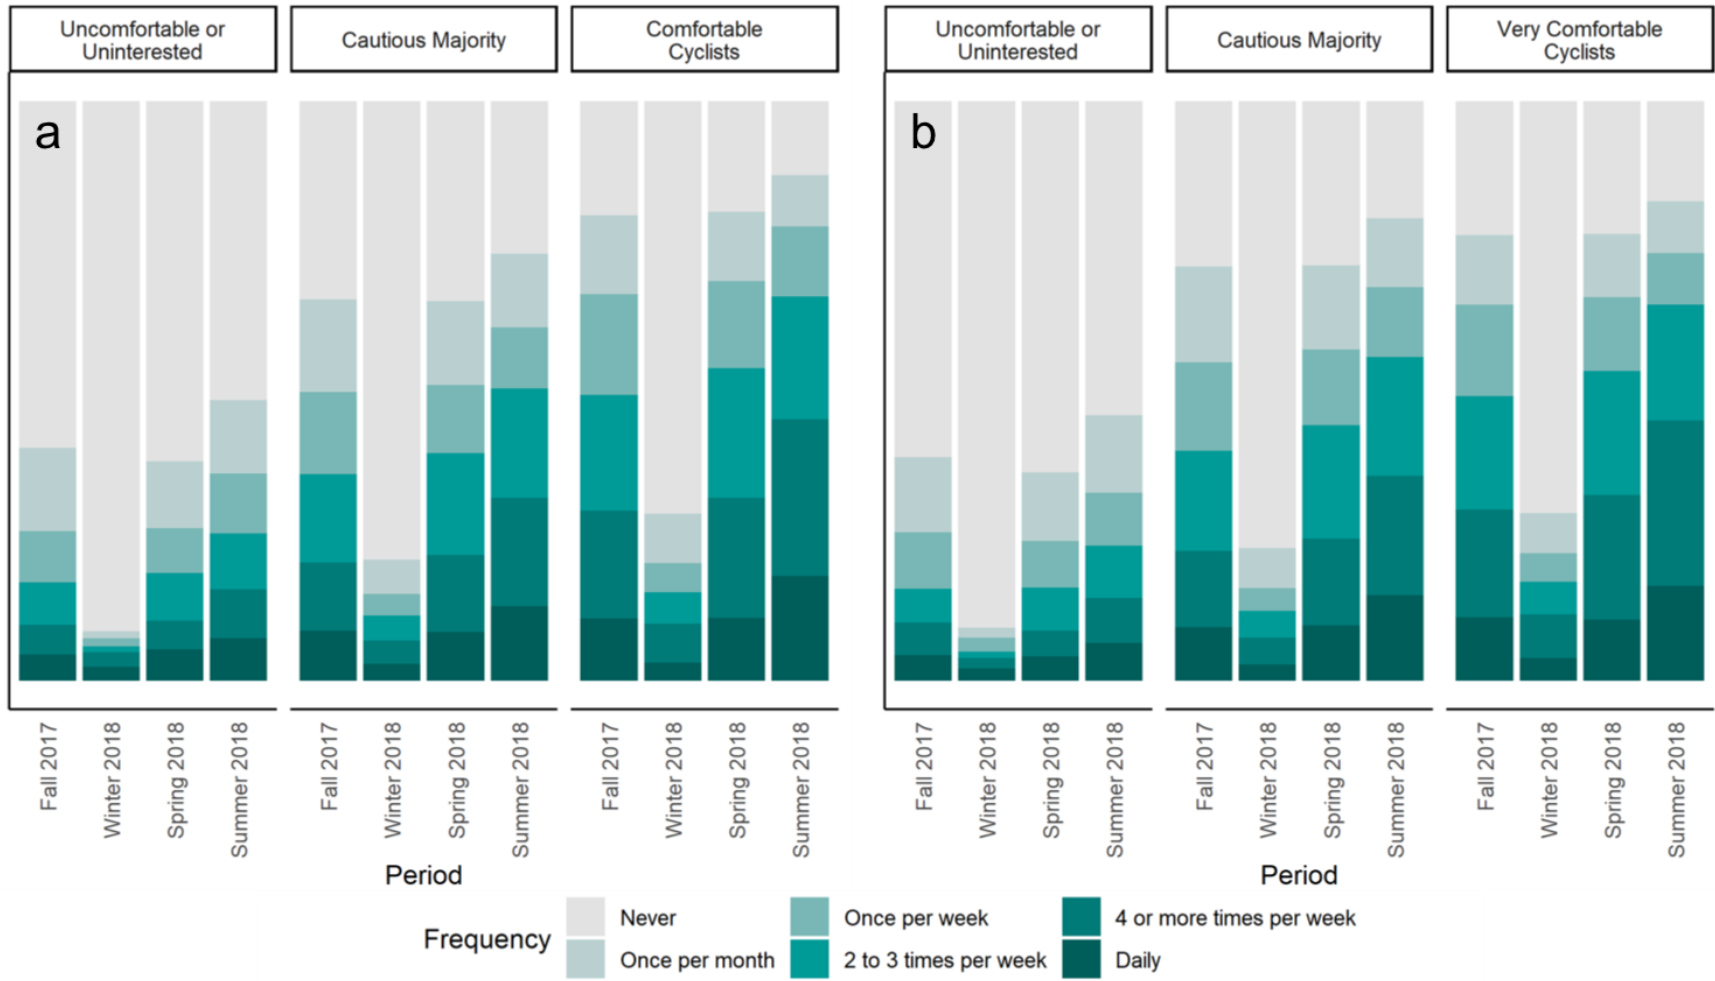 Uncomfortable or
Uninterested
Cautious Majority
Comfortable
Cyclists
Uncomfortable or
Uninterested
Cautious Majority
Very Comfortable
Cyclists
a
b
Fall 2017
Winter 2018
Spring 2018
Summer 2018
Fall 2017
Winter 2018
Spring 2018
Summer 2018
Fall 2017
Winter 2018
Spring 2018
Summer 2018
Fall 2017
Winter 2018
Spring 2018
Summer 2018
Fall 2017
Winter 2018
Spring 2018
Summer 2018
Fall 2017
Winter 2018
Spring 2018
Summer 2018
Period
Period
Frequency
Never
Once per month
Once per week
2 to 3 times per week
4 or more times per week
Daily